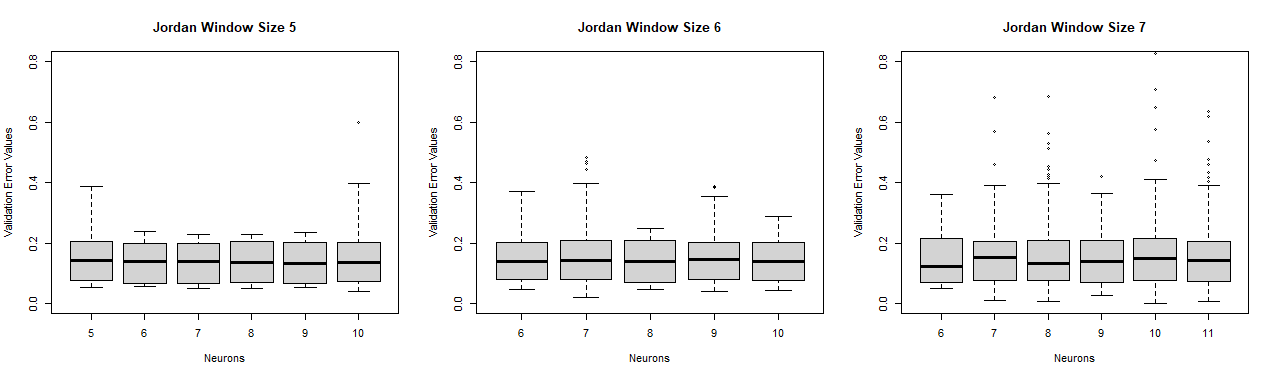 Jordan Window Size 5
Validation Error Values
0.8
0.6
0.4
0.2
0.0
5 6 7 8 9 10
Neurons
Jordan Window Size 6
Validation Error Values
0.8
0.6
0.4
0.2
0.0
6 7 8 9 10
Neurons
Jordan Window Size 7
Validation Error Values
0.8
0.6
0.4
0.2
0.0
6 7 8 9 10 11
Neurons